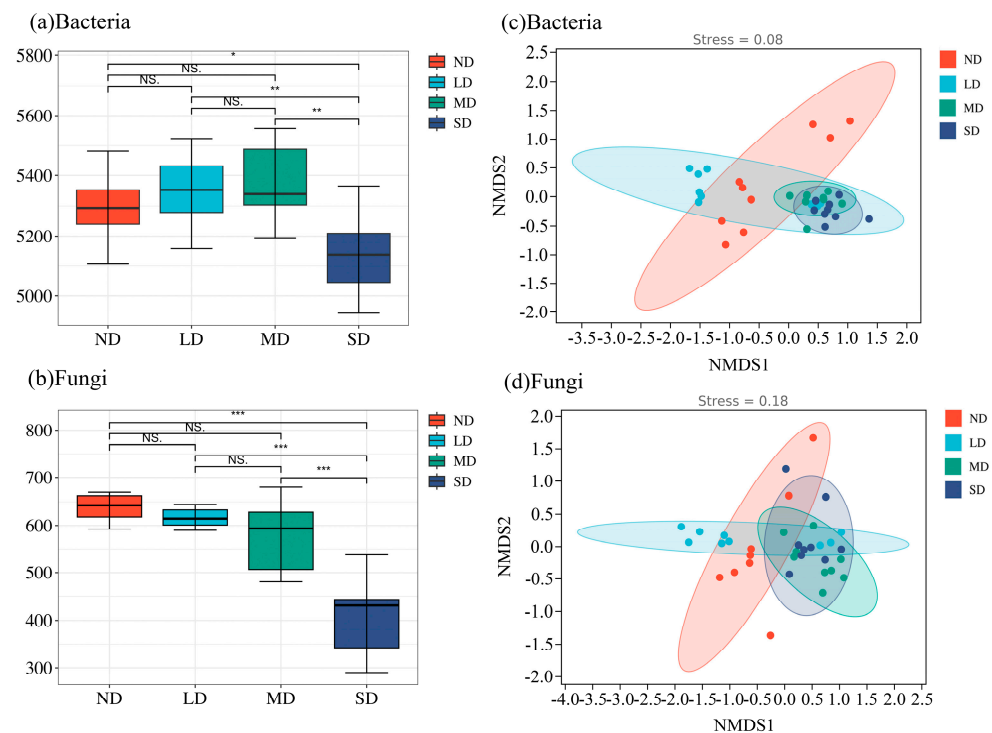 (a)Bacteria
5800
5600
5400
5200
5000
*
NS.
NS.
**
NS.
**
ND
LD
MD
SD
ND
LD
MD
SD
(c)Bacteria
Stress = 0.08
2.5
2.0
1.5
1.0
0.5
0.0
-0.5
-1.0
-1.5
-2.0
NMDS2
-3.5-3.0-2.5-2.0-1.5-1.0-0.5 0.0 0.5 1.0 1.5 2.0
NMDS1
ND
LD
MD
SD
(b)Fungi
800
700
600
500
400
300
***
NS.
NS.
***
NS.
***
ND
LD
MD
SD
ND
LD
MD
SD
(d)Fungi
Stress = 0.18
2.0
1.5
1.0
0.5
0.0
-0.5
-1.0
-1.5
-2.0
NMDS2
-4.0-3.5-3.0-2.5-2.0-1.5-1.0-0.5 0.0 0.5 1.0 1.5 2.0 2.5
NMDS1
ND
LD
MD
SD